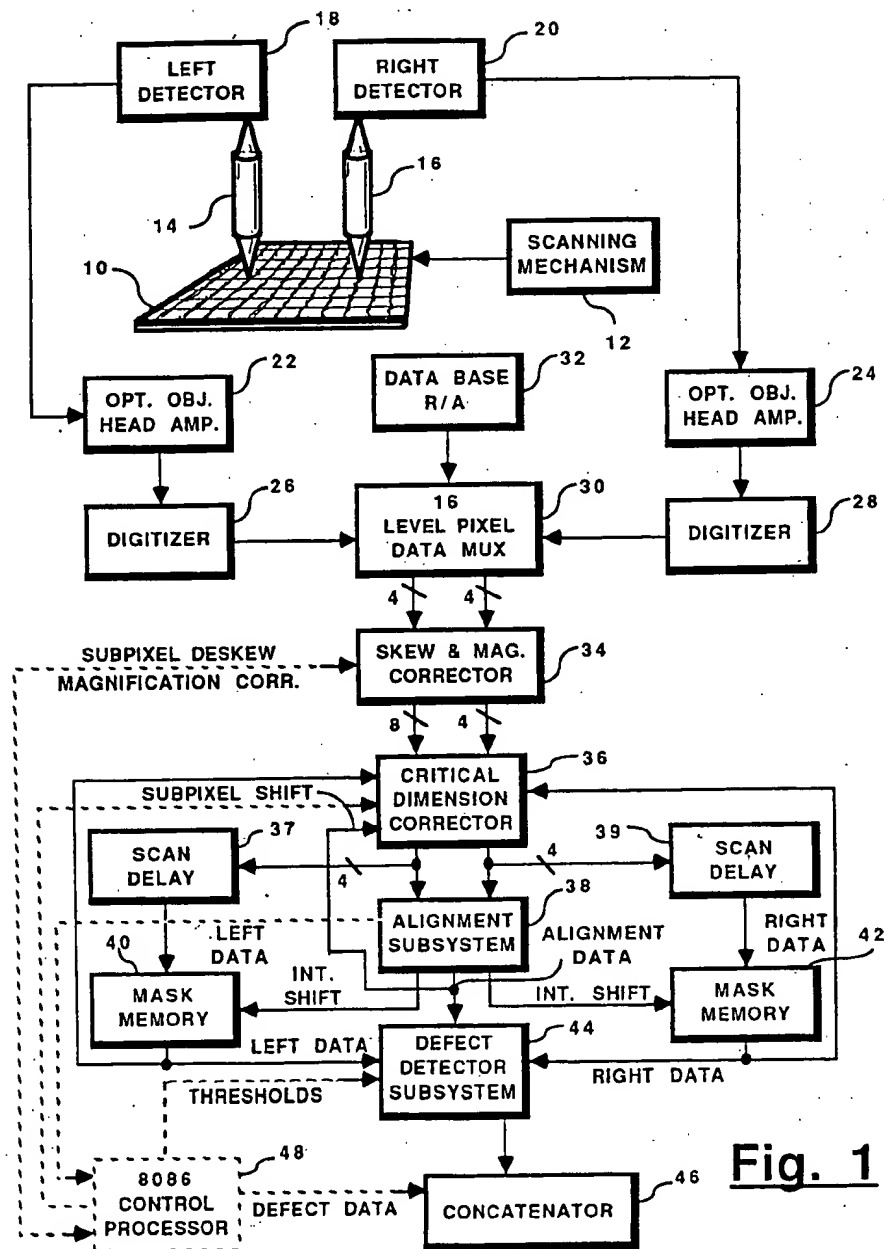 18
20
LEFT
DETECTOR
RIGHT
DETECTOR
16
14
10
SCANNING
MECHANISM
12
22
OPT. OBJ.
HEAD AMP.
32
DATA BASE
R/A
24
OPT. OBJ.
HEAD AMP.
26
DIGITIZER
30
16
LEVEL PIXEL
DATA MUX
28
DIGITIZER
4
4
SUBPIXEL DESKEW
MAGNIFICATION CORR.
SKEW & MAG.
CORRECTOR
34
8
4
36
CRITICAL
DIMENSION
CORRECTOR
SUBPIXEL SHIFT
37
SCAN
DELAY
4
4
39
SCAN
DELAY
38
ALIGNMENT
SUBSYSTEM
LEFT
DATA
ALIGNMENT
DATA
RIGHT
DATA
40
MASK
MEMORY
INT.
SHIFT
INT. SHIFT
42
MASK
MEMORY
44
DEFECT
DETECTOR
SUBSYSTEM
LEFT DATA
RIGHT DATA
THRESHOLDS
48
8086
CONTROL
PROCESSOR
DEFECT DATA
CONCATENATOR
46
Fig. 1